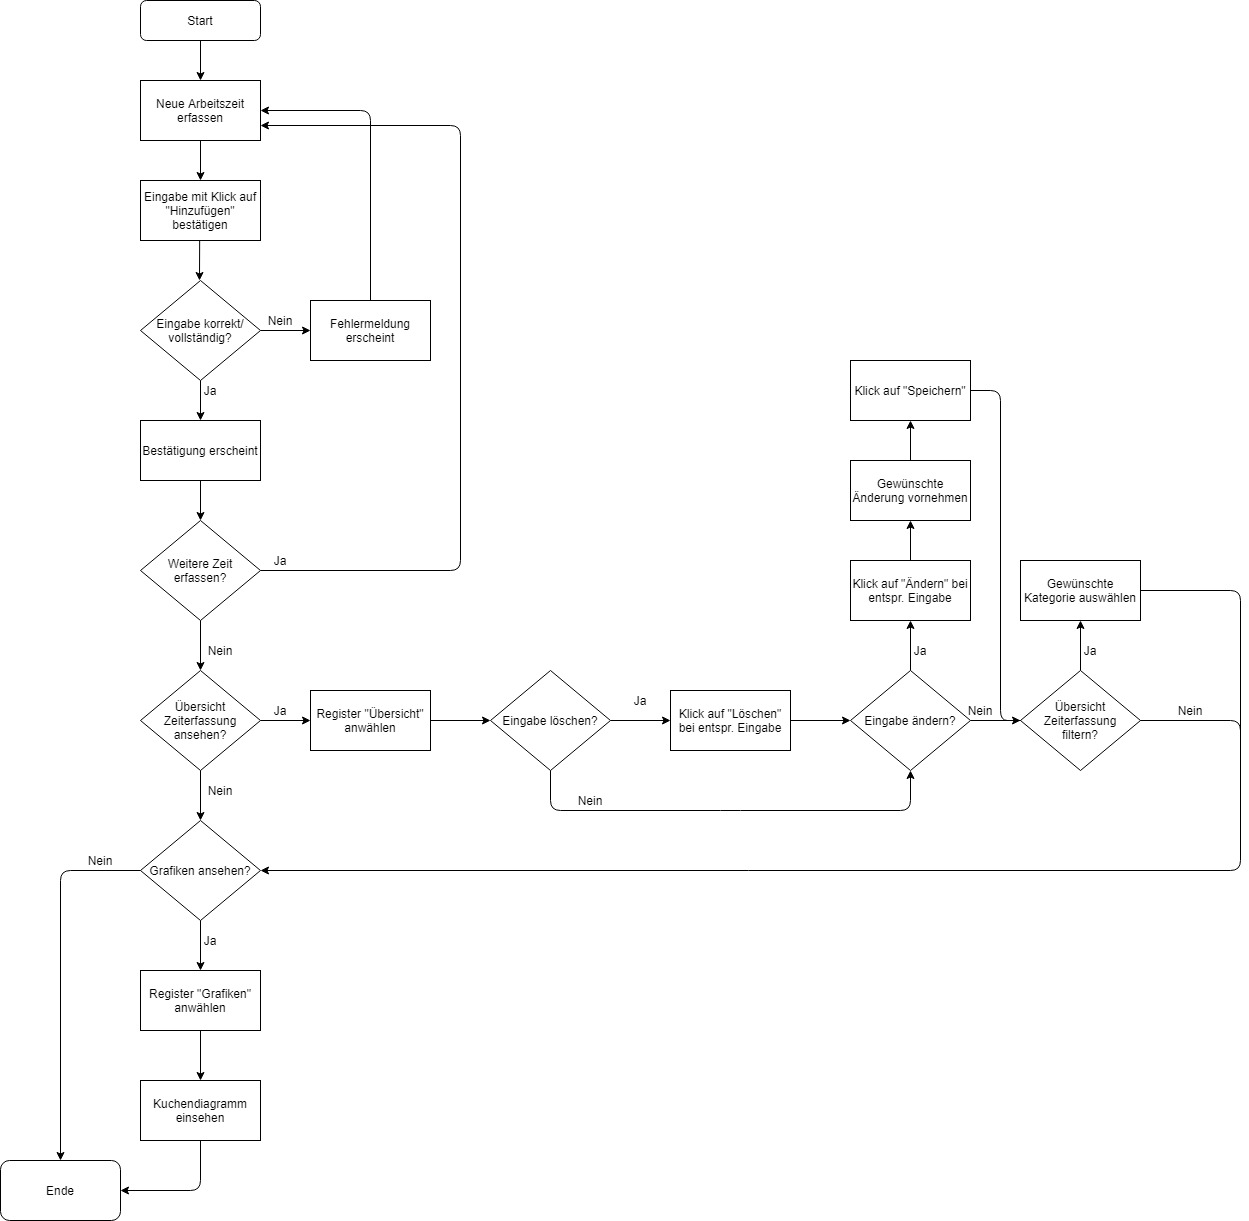 Start
Neue Arbeitszeit
erfassen
Eingabe mit Klick auf
"Hinzufügen"
bestätigen
Eingabe korrekt/
vollständig?
Nein
Fehlermeldung
erscheint
Ja
Bestätigung erscheint
Weitere Zeit
erfassen?
Ja
Nein
Übersicht
Zeiterfassung
ansehen?
Ja
Register "Übersicht"
anwählen
Eingabe löschen?
Ja
Klick auf "Löschen"
bei entspr. Eingabe
Nein
Eingabe ändern?
Ja
Klick auf "Ändern" bei
entspr. Eingabe
Gewünschte
Änderung vornehmen
Klick auf "Speichern"
Nein
Übersicht
Zeiterfassung
filtern?
Ja
Gewünschte
Kategorie auswählen
Nein
Nein
Grafiken ansehen?
Nein
Ja
Register "Grafiken"
anwählen
Kuchendiagramm
einsehen
Ende